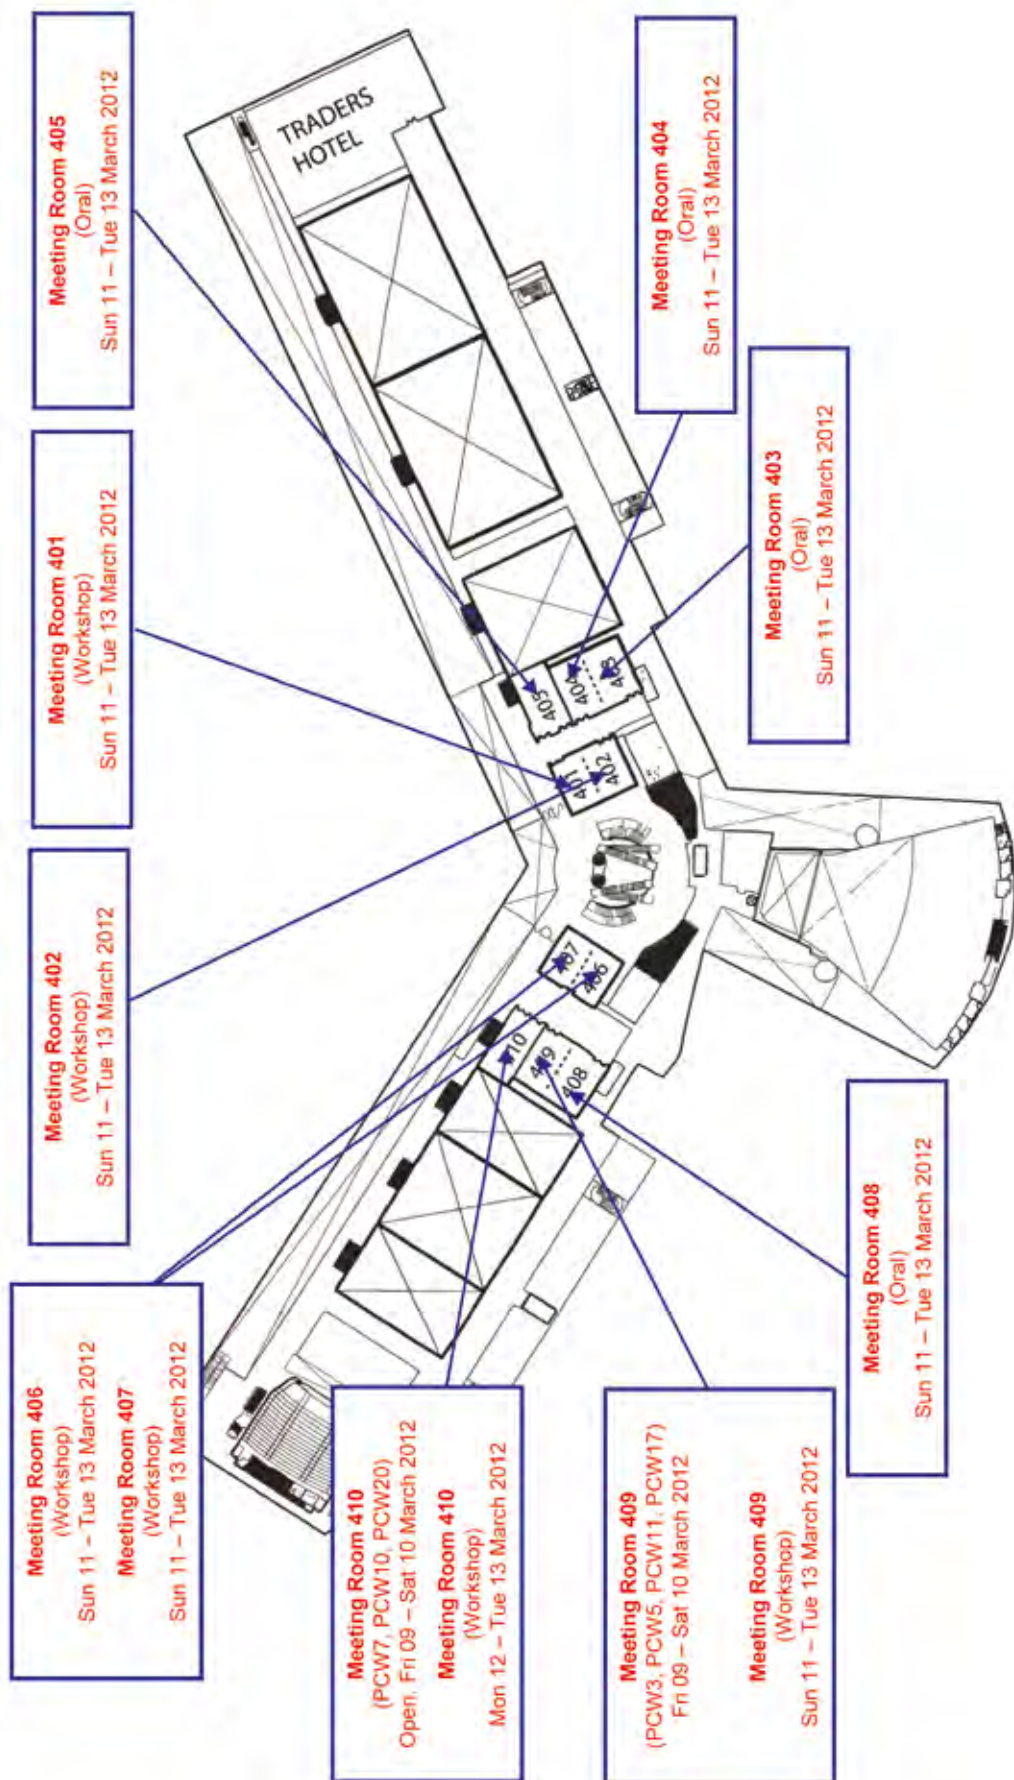 Meeting Room 406
(Workshop)
Sun 11 – Tue 13 March 2012
Meeting Room 407
(Workshop)
Sun 11 – Tue 13 March 2012
Meeting Room 402
(Workshop)
Sun 11 – Tue 13 March 2012
Meeting Room 401
(Workshop)
Sun 11 – Tue 13 March 2012
Meeting Room 405
(Oral)
Sun 11 – Tue 13 March 2012
TRADERS
HOTEL
410
409
408
407
406
401
402
405
404
403
Meeting Room 410
(PCW7, PCW10, PCW20)
Open, Fri 09 – Sat 10 March 2012
Meeting Room 410
(Workshop)
Mon 12 – Tue 13 March 2012
Meeting Room 409
(PCW3, PCW5, PCW11, PCW17)
Fri 09 – Sat 10 March 2012
Meeting Room 409
(Workshop)
Sun 11 – Tue 13 March 2012
Meeting Room 408
(Oral)
Sun 11 – Tue 13 March 2012
Meeting Room 403
(Oral)
Sun 11 – Tue 13 March 2012
Meeting Room 404
(Oral)
Sun 11 – Tue 13 March 2012